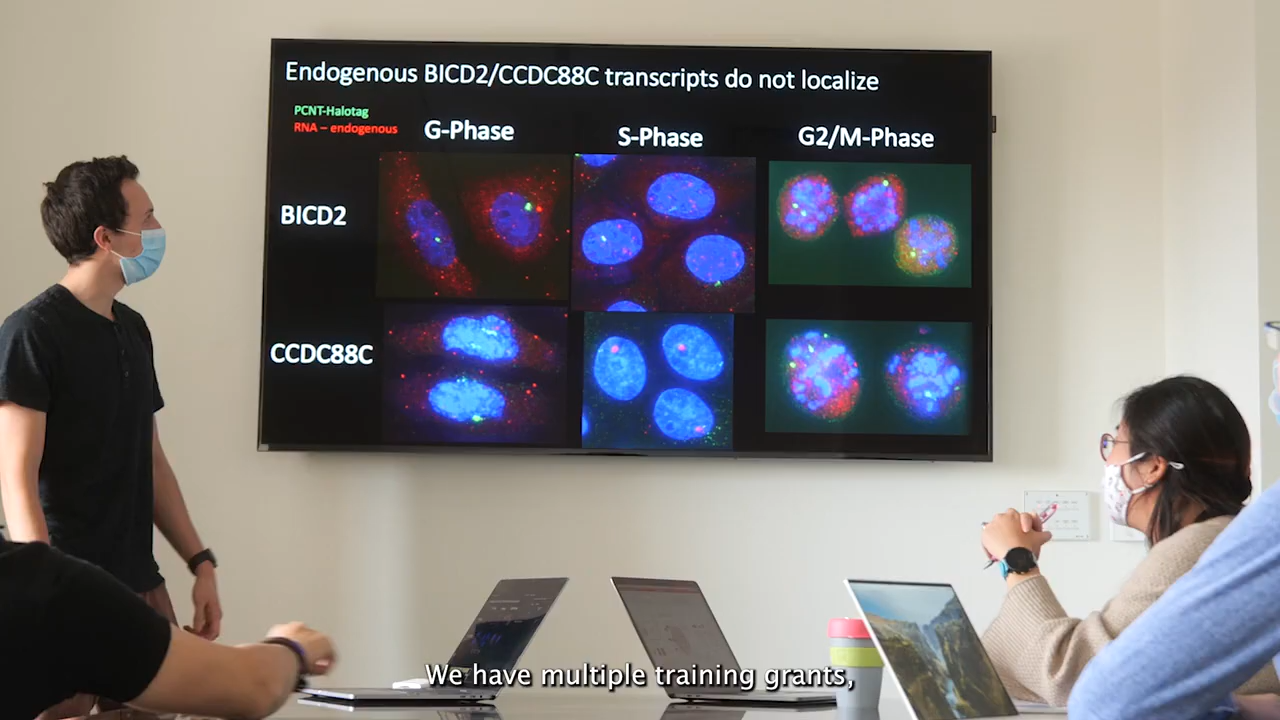 Endogenous BICD2/CCDC88C transcripts do not localize
PCNT-Halotag
RNA – endogenous
G-Phase
S-Phase
G2/M-Phase
BICD2
CCDC88C
We have multiple training grants,